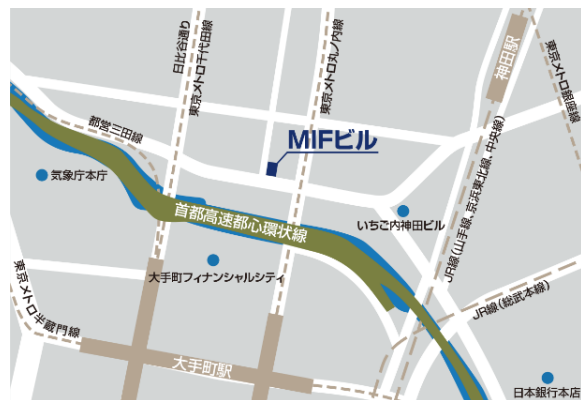 日比谷通り
東京メトロ千代田線
東京メトロ丸ノ内線
神田駅
東京メトロ銀座線
都営三田線
MIFビル
気象庁本庁
首都高速都心環状線
いちご内神田ビル
JR線(山手線、京浜東北線、中央線)
大手町フィナンシャルシティ
東京メトロ半蔵門線
JR線(総武本線)
大手町駅
日本銀行本店